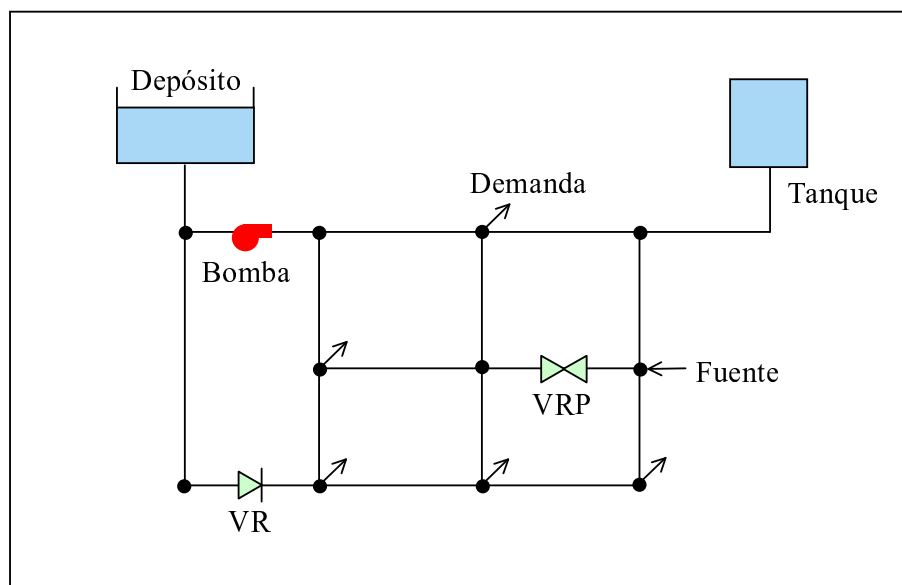 Depósito
Demanda
Tanque
Bomba
Fuente
VRP
VR